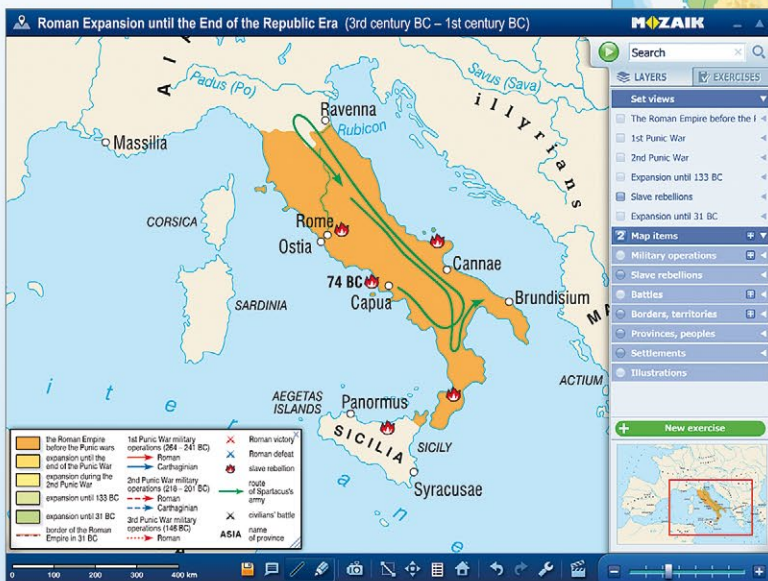 Roman Expansion until the End of the Republic Era (3rd century BC – 1st century BC)
MOZAIK
Search
LAYERS
EXERCISES
Set views
The Roman Empire before the
1st Punic War
2nd Punic War
Expansion until 133 BC
Slave rebellions
Expansion until 31 BC
2 Map items
Military operations
Slave rebellions
Battles
Borders, territories
Provinces, peoples
Settlements
Illustrations
New exercise
A I
Padus (Po)
Savus (Sava)
illyrians
Ravenna
Rubicon
Massilia
CORSICA
Rome
Ostia
Cannae
74 BC
Capua
Brundisium
SARDINIA
MA
ACTIUM
AEGETAS
ISLANDS
Panormus
SICILIA
SICILY
Syracusae
i t e r
a n e
the Roman Empire
before the Punic wars
expansion until the
end of the Punic War
expansion during the
2nd Punic War
expansion until 133 BC
expansion until 31 BC
border of the Roman
Empire in 31 BC
1st Punic War military
operations (264 - 241 BC)
Roman
Carthaginian
2nd Punic War military
operations (218 - 201 BC)
Roman
Carthaginian
3rd Punic War military
operations (146 BC)
Roman
Roman victory
Roman defeat
slave rebellion
route
of Spartacus's
army
civilians' battle
ASIA
name
of province
0 100 200 300 400 km